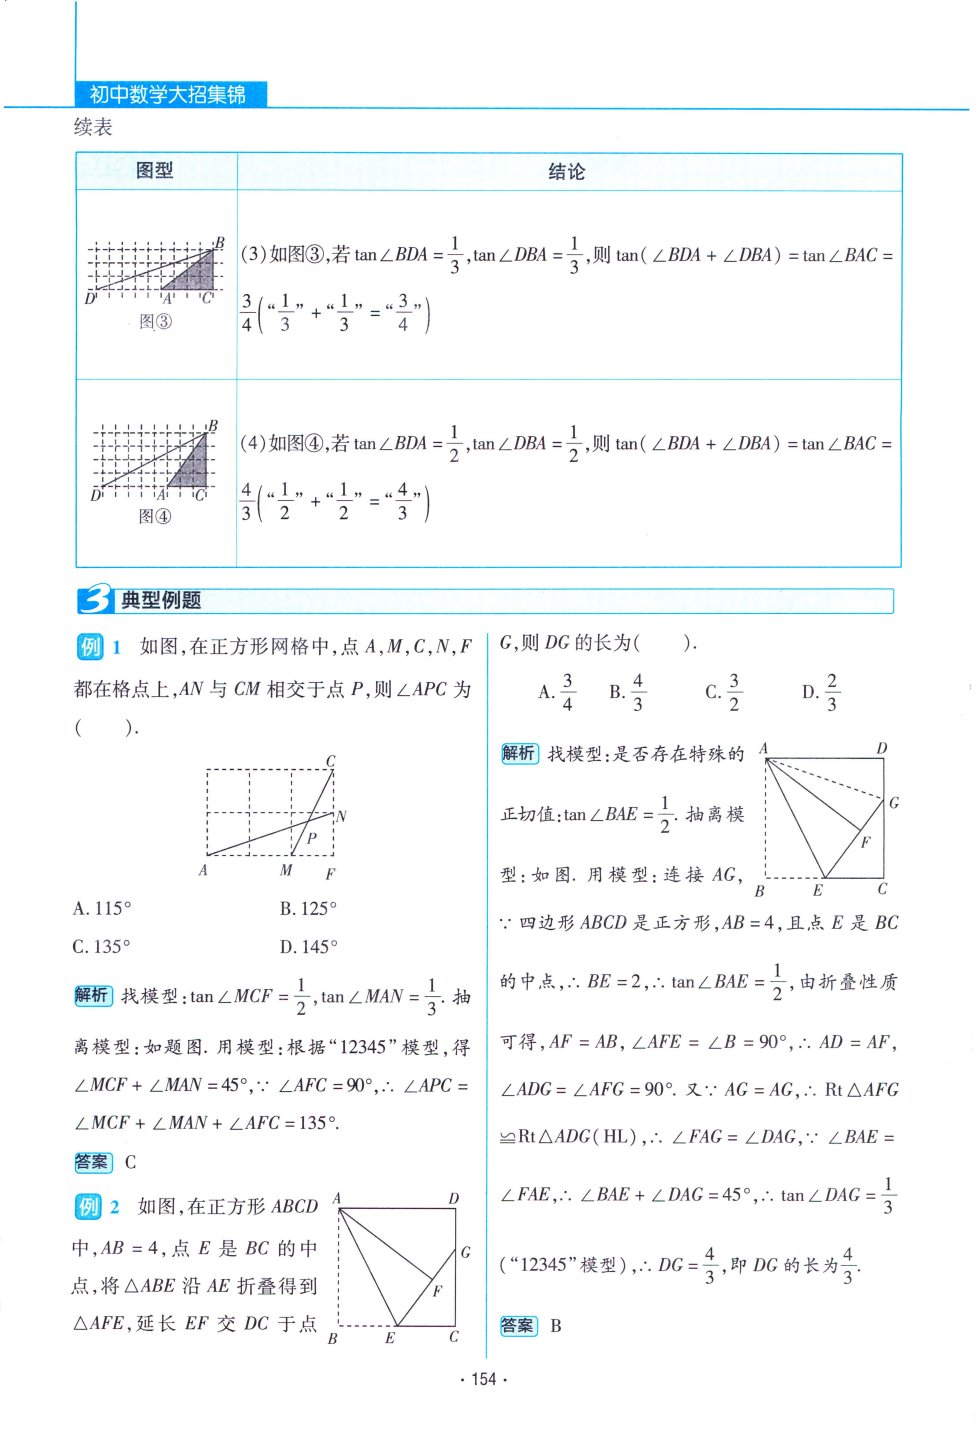 初中数学大招集锦
续表
图型
结论
B
D A C
图③
(3)如图③,若 tan∠BDA = 1/3, tan∠DBA = 1/3, 则 tan(∠BDA + ∠DBA) = tan∠BAC =
3/4(“1/3” + “1/3” = “3/4”)
B
D A C
图④
(4)如图④,若 tan∠BDA = 1/2, tan∠DBA = 1/2, 则 tan(∠BDA + ∠DBA) = tan∠BAC =
4/3(“1/2” + “1/2” = “4/3”)
3 典型例题
例 1 如图,在正方形网格中,点 A,M,C,N,F
都在格点上,AN 与 CM 相交于点 P,则∠APC 为
( ).
C
N
P
A M F
A. 115° B. 125°
C. 135° D. 145°
解析 找模型:tan∠MCF = 1/2, tan∠MAN = 1/3. 抽
离模型:如题图. 用模型:根据“12345”模型,得
∠MCF + ∠MAN = 45°,∵ ∠AFC = 90°,∴ ∠APC =
∠MCF + ∠MAN + ∠AFC = 135°.
答案 C
例 2 如图,在正方形 ABCD
中,AB = 4,点 E 是 BC 的中
点,将△ABE 沿 AE 折叠得到
△AFE,延长 EF 交 DC 于点
A D
G
F
B E C
G,则 DG 的长为( ).
A. 3/4 B. 4/3 C. 3/2 D. 2/3
解析 找模型:是否存在特殊的
正切值:tan∠BAE = 1/2. 抽离模
型:如图. 用模型:连接 AG,
A D
G
F
B E C
∵ 四边形 ABCD 是正方形,AB = 4,且点 E 是 BC
的中点,∴ BE = 2,∴ tan∠BAE = 1/2,由折叠性质
可得,AF = AB,∠AFE = ∠B = 90°,∴ AD = AF,
∠ADG = ∠AFG = 90°. 又∵ AG = AG,∴ Rt△AFG
≌Rt△ADG(HL),∴ ∠FAG = ∠DAG,∵ ∠BAE =
∠FAE,∴ ∠BAE + ∠DAG = 45°,∴ tan∠DAG = 1/3
(“12345”模型),∴ DG = 4/3,即 DG 的长为4/3.
答案 B
· 154 ·